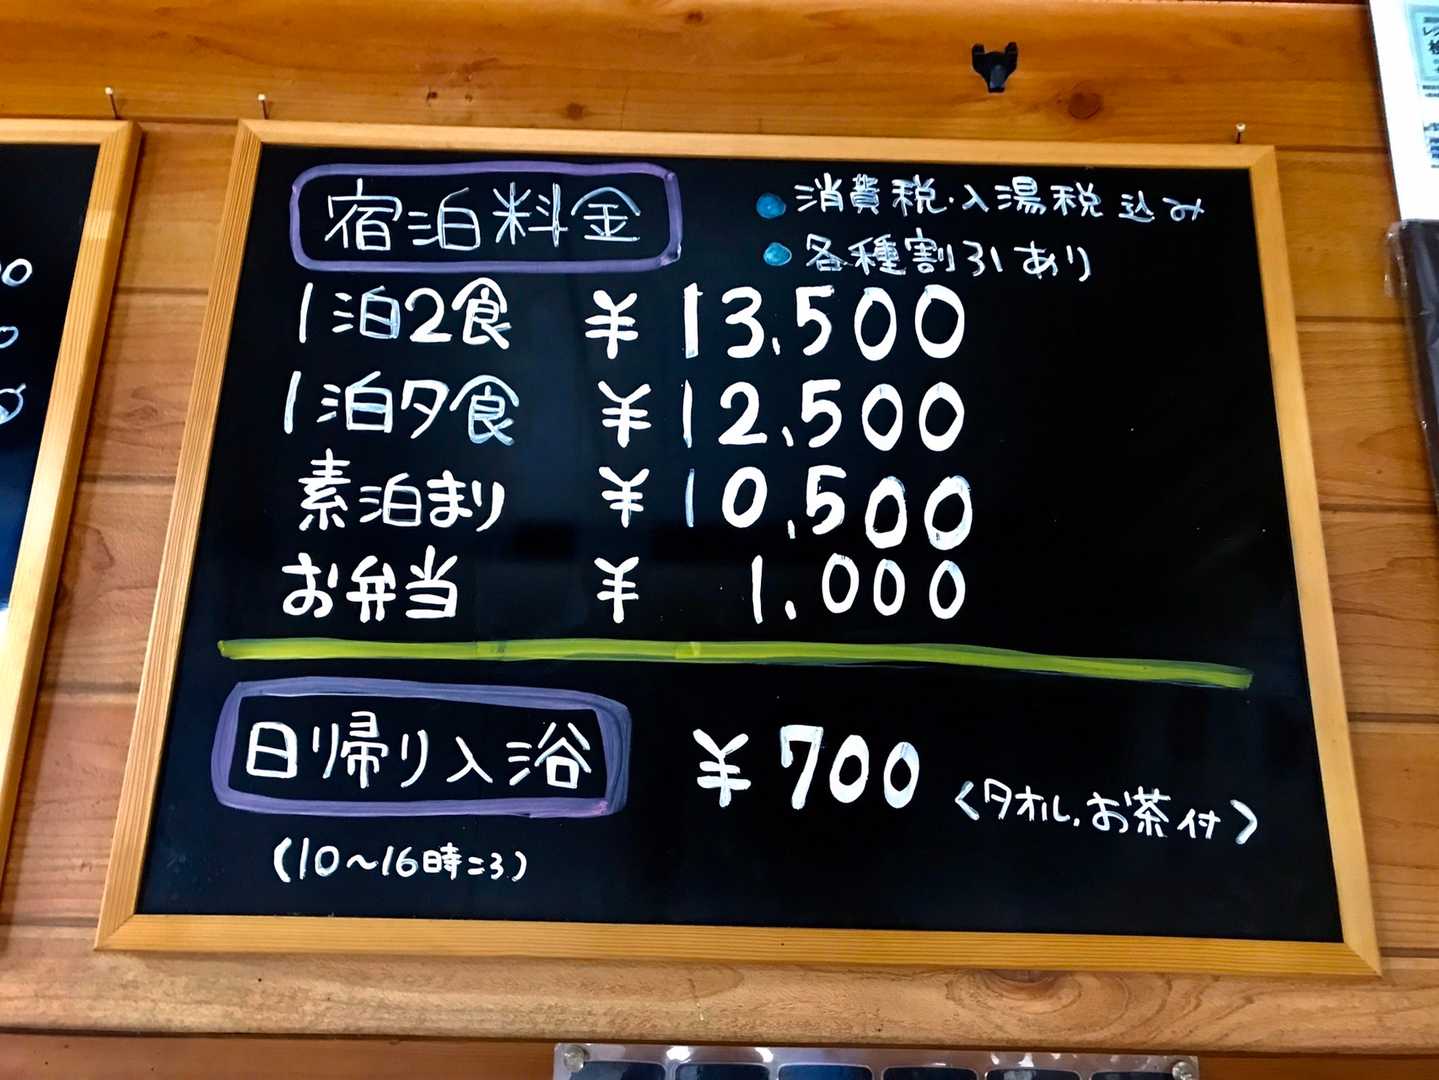 宿泊料金
● 消費税・入湯税込み
● 各種割引あり
1泊2食 ¥13,500
1泊夕食 ¥12,500
素泊まり ¥10,500
お弁当 ¥1,000
日帰り入浴 ¥700 〈タオル,お茶付〉
(10〜16時ころ)